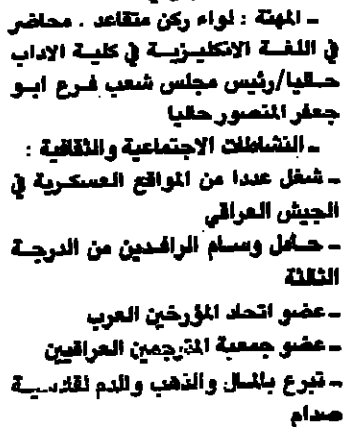 ـ المهنة : لواء ركن متقاعد . محاضر
في اللغة الانكليزية في كلية الاداب
حاليا/رئيس مجلس شعب فرع ابو
جعفر المنصور حاليا
ـ النشاطات الاجتماعية والثقافية :
ـ شغل عددا من المواقع العسكرية في
الجيش العراقي
ـ حامل وسام الرافدين من الدرجة
الثالثة
ـ عضو اتحاد المؤرخين العرب
ـ عضو جمعية المترجمين العراقيين
ـ تبرع بالمال والذهب والدم لقادسية
صدام